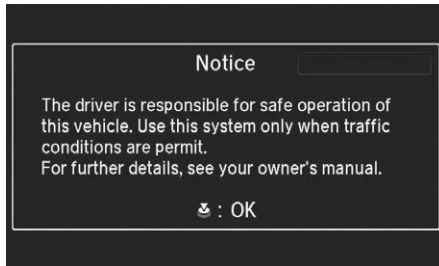 Notice
The driver is responsible for safe operation of
this vehicle. Use this system only when traffic
conditions are permit.
For further details, see your owner's manual.
: OK